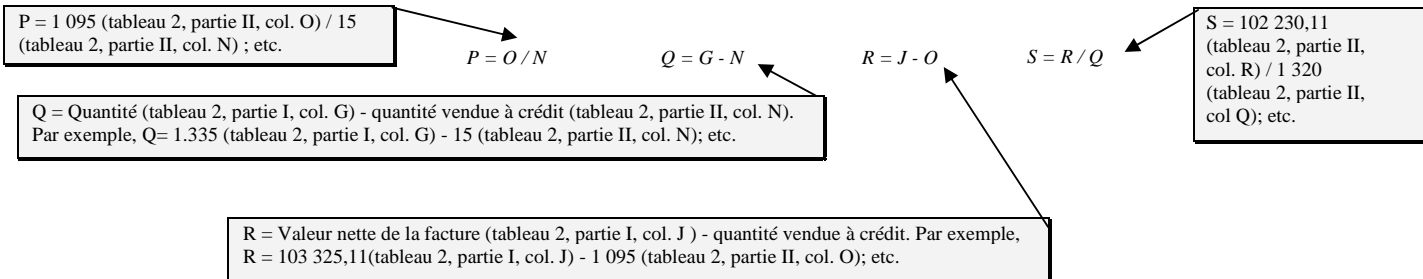 P = 1 095 (tableau 2, partie II, col. O) / 15
(tableau 2, partie II, col. N) ; etc.
P = O / N
Q = G - N
R = J - O
S = R / Q
S = 102 230,11
(tableau 2, partie II,
col. R) / 1 320
(tableau 2, partie II,
col Q); etc.
Q = Quantité (tableau 2, partie I, col. G) - quantité vendue à crédit (tableau 2, partie II, col. N).
Par exemple, Q= 1.335 (tableau 2, partie I, col. G) - 15 (tableau 2, partie II, col. N); etc.
R = Valeur nette de la facture (tableau 2, partie I, col. J ) - quantité vendue à crédit. Par exemple,
R = 103 325,11(tableau 2, partie I, col. J) - 1 095 (tableau 2, partie II, col. O); etc.